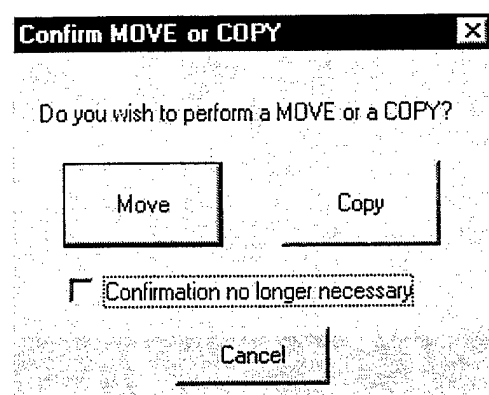 Confirm MOVE or COPY
Do you wish to perform a MOVE or a COPY?
Move Copy
Confirmation no longer necessary
Cancel